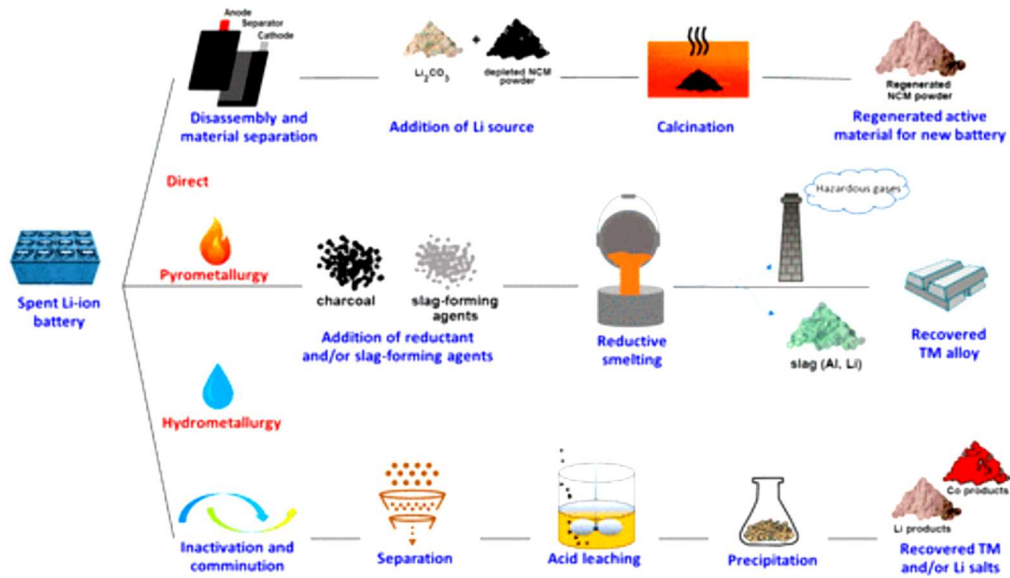 Anode
Separator
Cathode
Disassembly and
material separation
Li2CO3
+
depleted NCM
powder
Addition of Li source
Calcination
Regenerated
NCM powder
Regenerated active
material for new battery
Direct
Spent Li-ion
battery
Pyrometallurgy
charcoal
slag-forming
agents
Addition of reductant
and/or slag-forming agents
Reductive
smelting
Hazardous gases
slag (Al, Li)
Recovered
TM alloy
Hydrometallurgy
Inactivation and
comminution
Separation
Acid leaching
Precipitation
Co products
Li products
Recovered TM
and/or Li salts